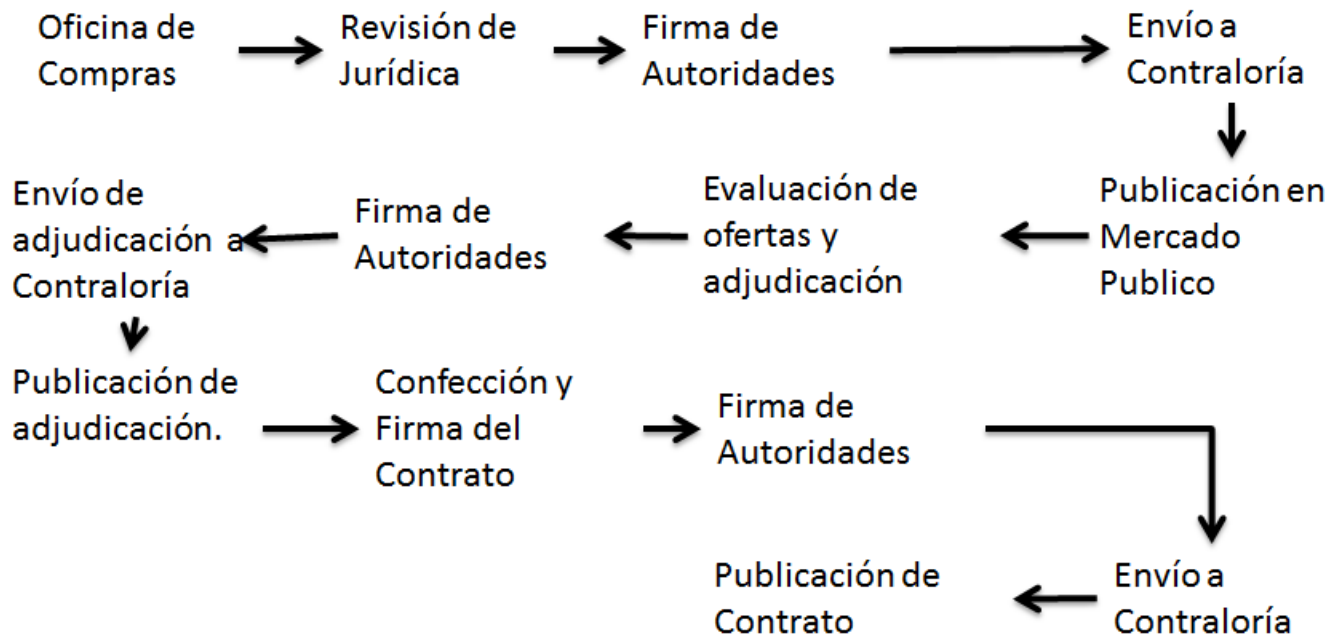 Oficina de
Compras
Revisión de
Jurídica
Firma de
Autoridades
Envío a
Contraloría
Publicación en
Mercado
Publico
Evaluación de
ofertas y
adjudicación
Firma de
Autoridades
Envío de
adjudicación a
Contraloría
Publicación de
adjudicación.
Confección y
Firma del
Contrato
Firma de
Autoridades
Envío a
Contraloría
Publicación de
Contrato